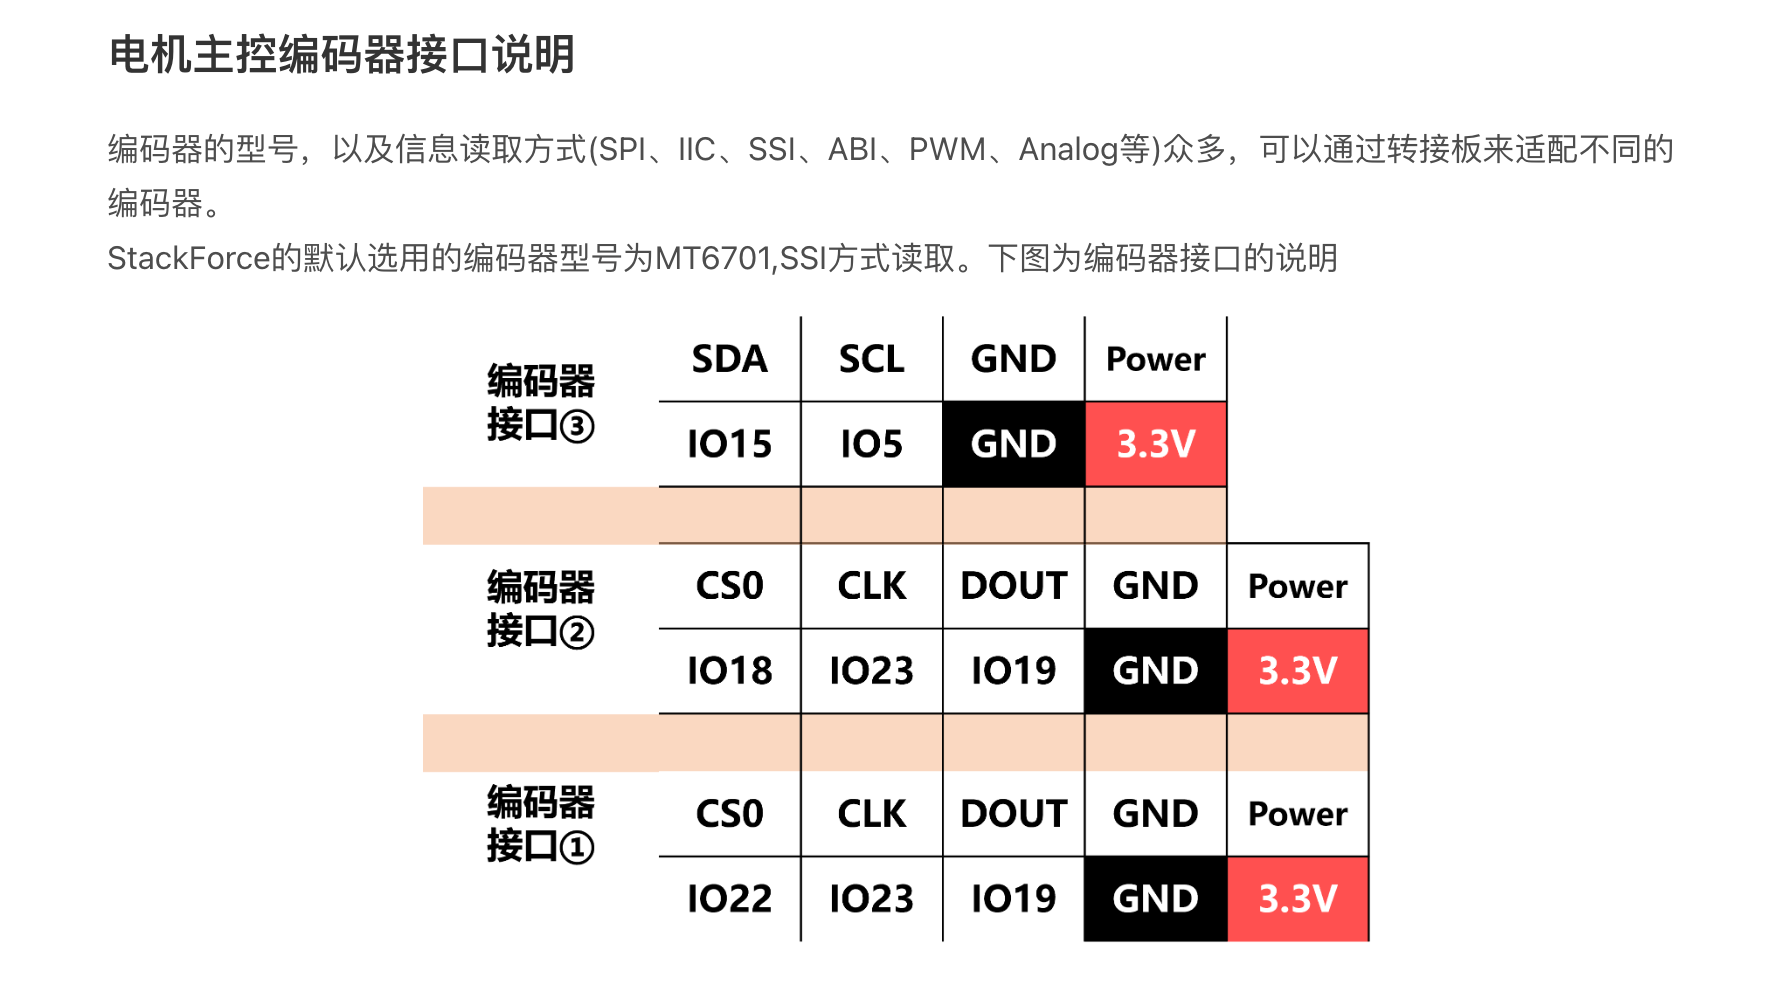 电机主控编码器接口说明
编码器的型号，以及信息读取方式(SPI、IIC、SSI、ABI、PWM、Analog等)众多，可以通过转接板来适配不同的
编码器。
StackForce的默认选用的编码器型号为MT6701,SSI方式读取。下图为编码器接口的说明
编码器
接口③
SDA SCL GND Power
IO15 IO5 GND 3.3V
编码器
接口②
CS0 CLK DOUT GND Power
IO18 IO23 IO19 GND 3.3V
编码器
接口①
CS0 CLK DOUT GND Power
IO22 IO23 IO19 GND 3.3V